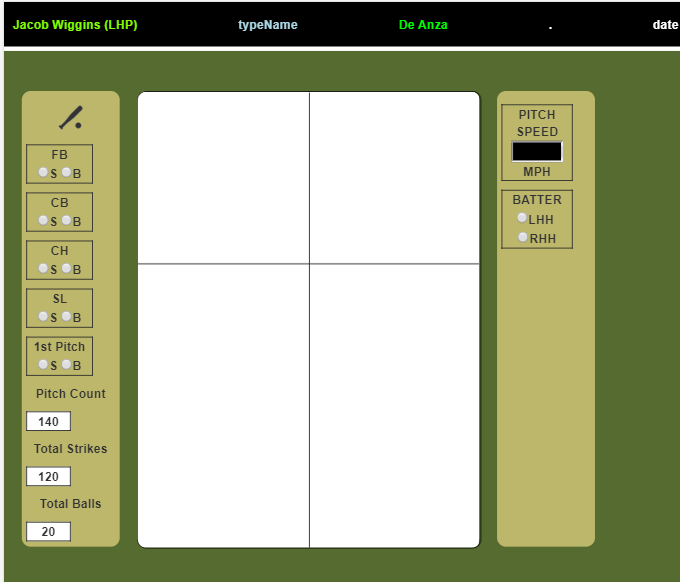 Jacob Wiggins (LHP) typeName De Anza . date
FB
S B
CB
S B
CH
S B
SL
S B
1st Pitch
S B
Pitch Count
140
Total Strikes
120
Total Balls
20
PITCH
SPEED
MPH
BATTER
LHH
RHH